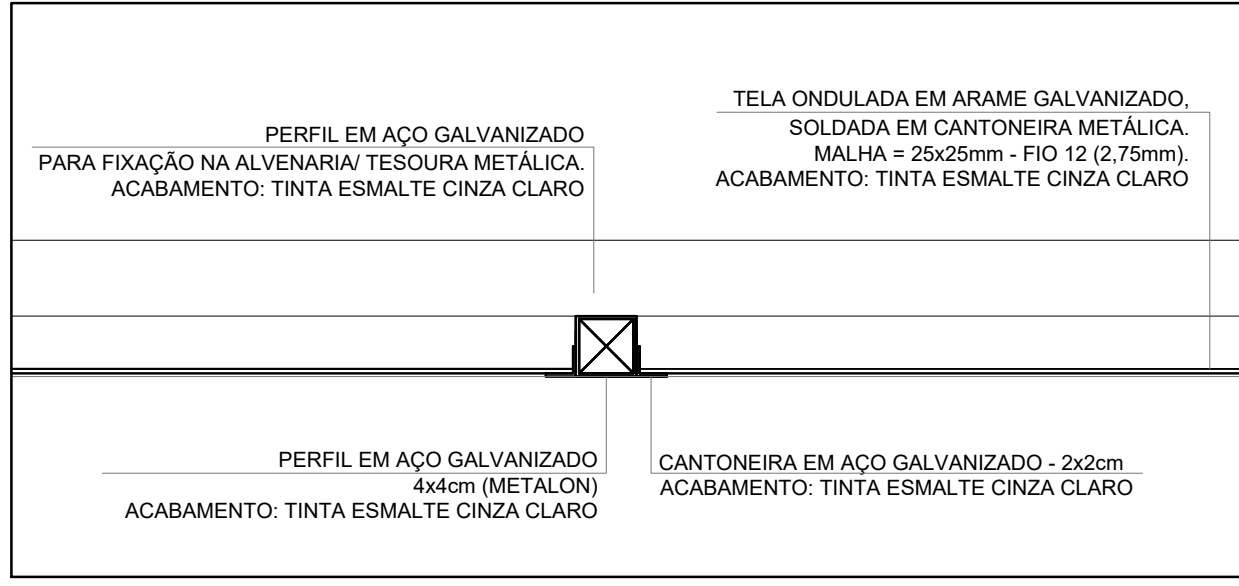 PERFIL EM AÇO GALVANIZADO
PARA FIXAÇÃO NA ALVENARIA/ TESOURA METÁLICA.
ACABAMENTO: TINTA ESMALTE CINZA CLARO
TELA ONDULADA EM ARAME GALVANIZADO,
SOLDADA EM CANTONEIRA METÁLICA.
MALHA = 25x25mm - FIO 12 (2,75mm).
ACABAMENTO: TINTA ESMALTE CINZA CLARO
PERFIL EM AÇO GALVANIZADO
4x4cm (METALON)
ACABAMENTO: TINTA ESMALTE CINZA CLARO
CANTONEIRA EM AÇO GALVANIZADO - 2x2cm
ACABAMENTO: TINTA ESMALTE CINZA CLARO